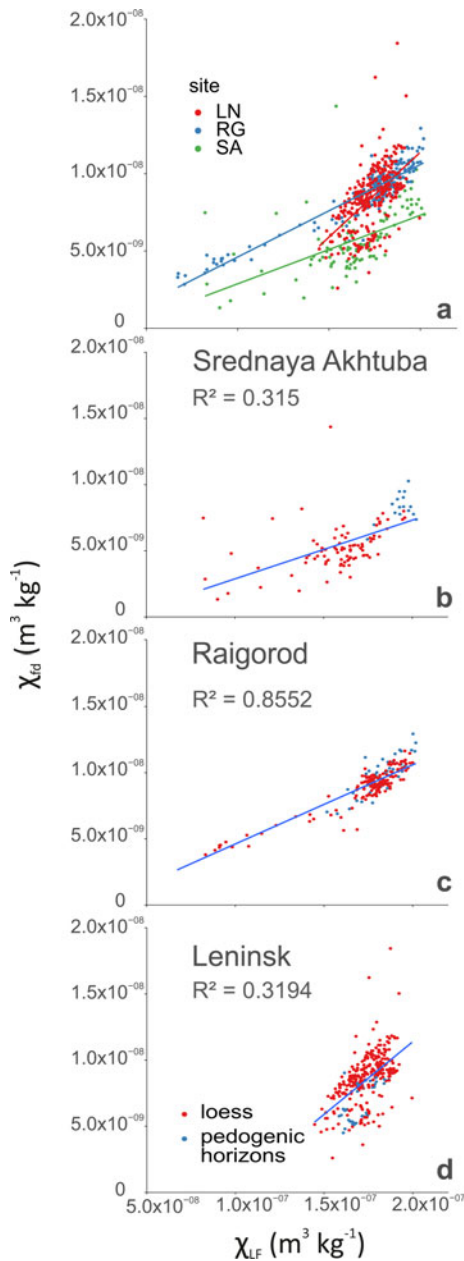 2.0x10⁻⁰⁸
1.5x10⁻⁰⁸
1.0x10⁻⁰⁸
5.0x10⁻⁰⁹
0
site
LN
RG
SA
a
2.0x10⁻⁰⁸
1.5x10⁻⁰⁸
1.0x10⁻⁰⁸
5.0x10⁻⁰⁹
0
Srednaya Akhtuba
R² = 0.315
b
χfd (m³ kg⁻¹)
2.0x10⁻⁰⁸
1.5x10⁻⁰⁸
1.0x10⁻⁰⁸
5.0x10⁻⁰⁹
0
Raigorod
R² = 0.8552
c
2.0x10⁻⁰⁸
1.5x10⁻⁰⁸
1.0x10⁻⁰⁸
5.0x10⁻⁰⁹
0
Leninsk
R² = 0.3194
loess
pedogenic
horizons
d
5.0x10⁻⁰⁸ 1.0x10⁻⁰⁷ 1.5x10⁻⁰⁷ 2.0x10⁻⁰⁷
χLF (m³ kg⁻¹)